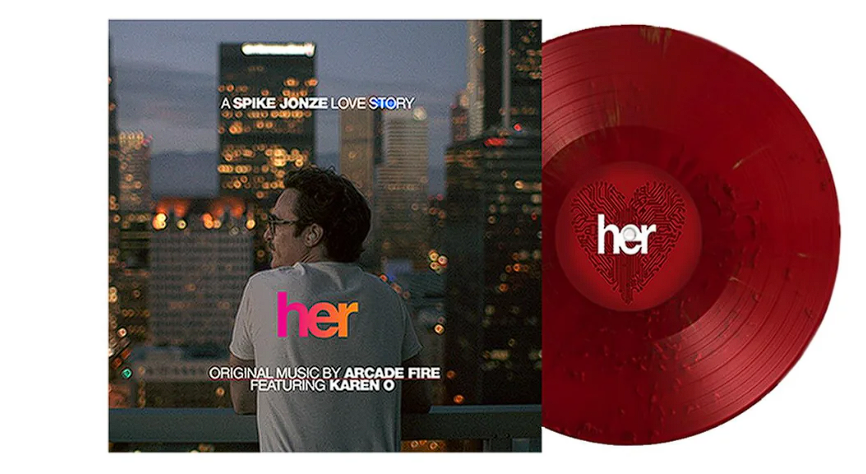 A SPIKE JONZE LOVE STORY
her
ORIGINAL MUSIC BY ARCADE FIRE
FEATURING KAREN O
her